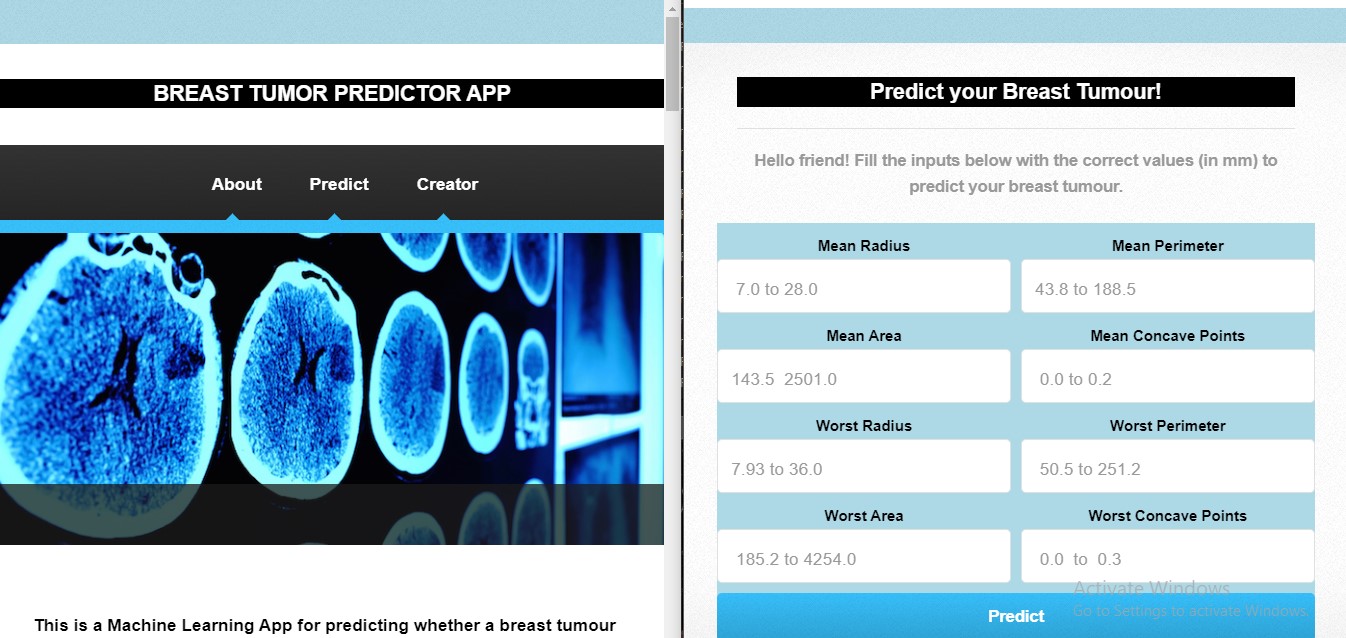 BREAST TUMOR PREDICTOR APP
About Predict Creator
This is a Machine Learning App for predicting whether a breast tumour
Predict your Breast Tumour!
Hello friend! Fill the inputs below with the correct values (in mm) to
predict your breast tumour.
Mean Radius Mean Perimeter
7.0 to 28.0 43.8 to 188.5
Mean Area Mean Concave Points
143.5 2501.0 0.0 to 0.2
Worst Radius Worst Perimeter
7.93 to 36.0 50.5 to 251.2
Worst Area Worst Concave Points
185.2 to 4254.0 0.0 to 0.3
Activate Windows
Go to Settings to activate Windows.
Predict